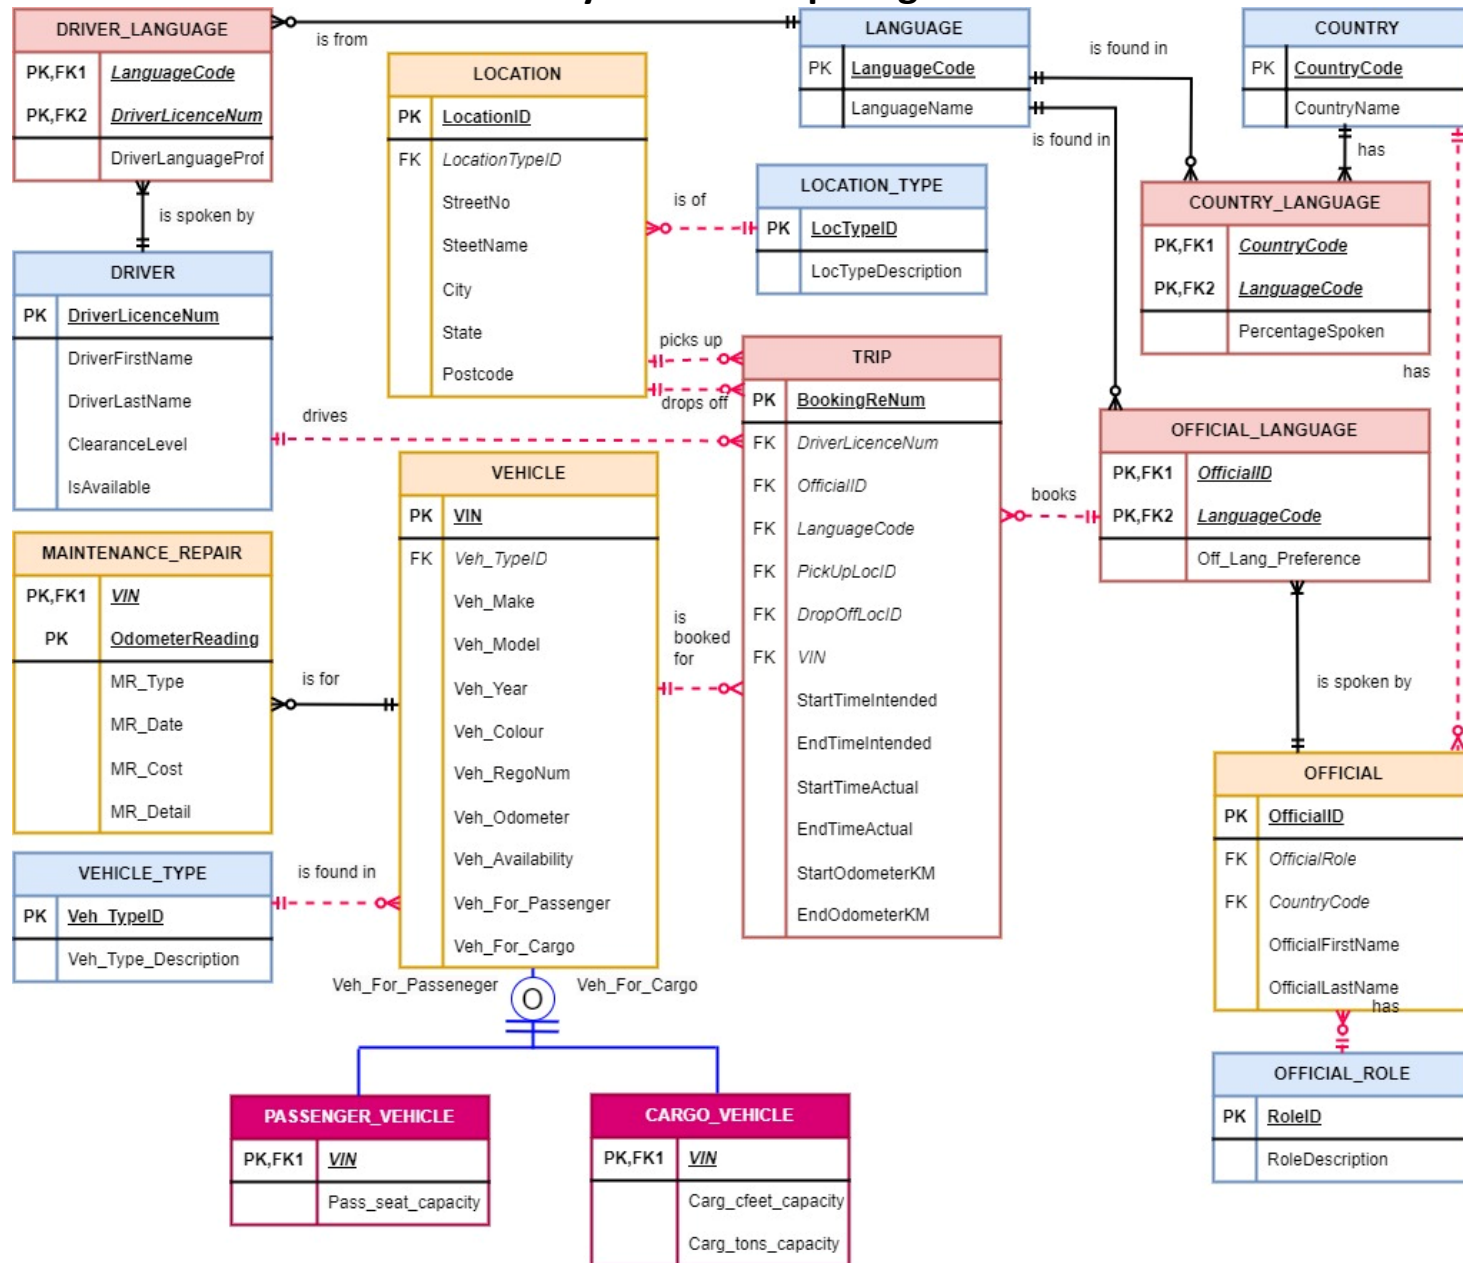 DRIVER_LANGUAGE
PK,FK1 LanguageCode
PK,FK2 DriverLicenceNum
DriverLanguageProf
is from
LANGUAGE
PK LanguageCode
LanguageName
is found in
is found in
COUNTRY
PK CountryCode
CountryName
has
has
LOCATION
PK LocationID
FK LocationTypeID
StreetNo
SteetName
City
State
Postcode
is of
LOCATION_TYPE
PK LocTypeID
LocTypeDescription
COUNTRY_LANGUAGE
PK,FK1 CountryCode
PK,FK2 LanguageCode
PercentageSpoken
is spoken by
DRIVER
PK DriverLicenceNum
DriverFirstName
DriverLastName
ClearanceLevel
IsAvailable
drives
picks up
drops off
TRIP
PK BookingReNum
FK DriverLicenceNum
FK OfficialID
FK LanguageCode
FK PickUpLocID
FK DropOffLocID
FK VIN
StartTimeIntended
EndTimeIntended
StartTimeActual
EndTimeActual
StartOdometerKM
EndOdometerKM
books
OFFICIAL_LANGUAGE
PK,FK1 OfficialID
PK,FK2 LanguageCode
Off_Lang_Preference
is spoken by
VEHICLE
PK VIN
FK Veh_TypeID
Veh_Make
Veh_Model
Veh_Year
Veh_Colour
Veh_RegoNum
Veh_Odometer
Veh_Availability
Veh_For_Passenger
Veh_For_Cargo
is
booked
for
MAINTENANCE_REPAIR
PK,FK1 VIN
PK OdometerReading
MR_Type
MR_Date
MR_Cost
MR_Detail
is for
VEHICLE_TYPE
PK Veh_TypeID
Veh_Type_Description
is found in
OFFICIAL
PK OfficialID
FK OfficialRole
FK CountryCode
OfficialFirstName
OfficialLastName
has
OFFICIAL_ROLE
PK RoleID
RoleDescription
Veh_For_Passeneger
Veh_For_Cargo
O
PASSENGER_VEHICLE
PK,FK1 VIN
Pass_seat_capacity
CARGO_VEHICLE
PK,FK1 VIN
Carg_cfeet_capacity
Carg_tons_capacity